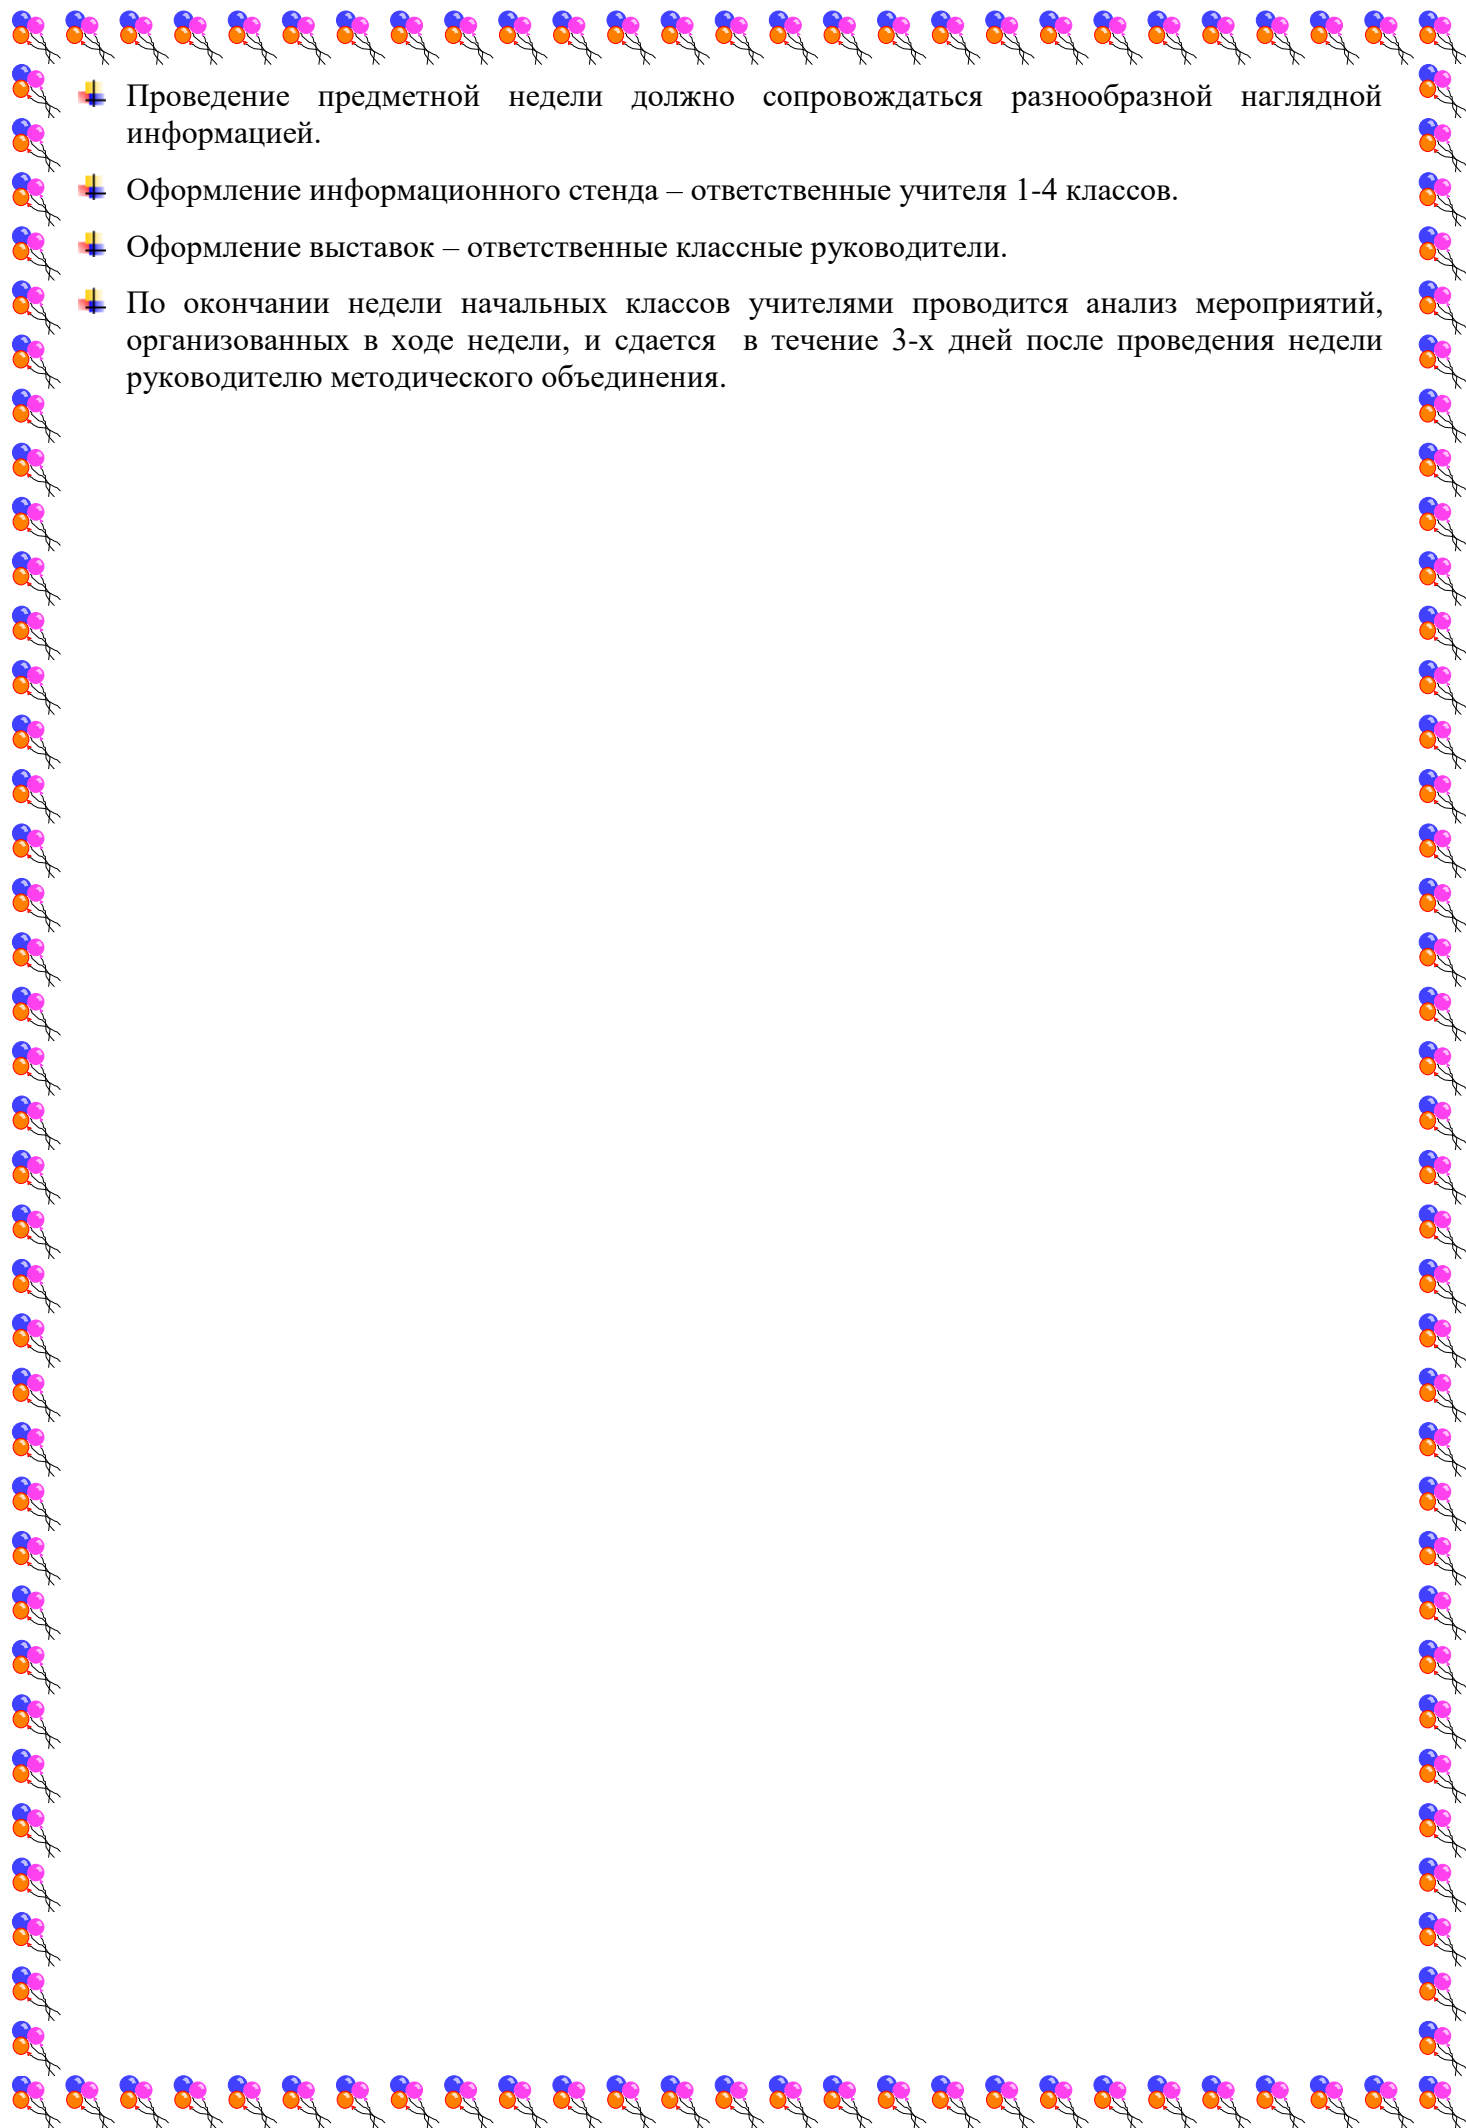 Проведение предметной недели должно сопровождаться разнообразной наглядной
информацией.
Оформление информационного стенда – ответственные учителя 1-4 классов.
Оформление выставок – ответственные классные руководители.
По окончании недели начальных классов учителями проводится анализ мероприятий,
организованных в ходе недели, и сдается в течение 3-х дней после проведения недели
руководителю методического объединения.